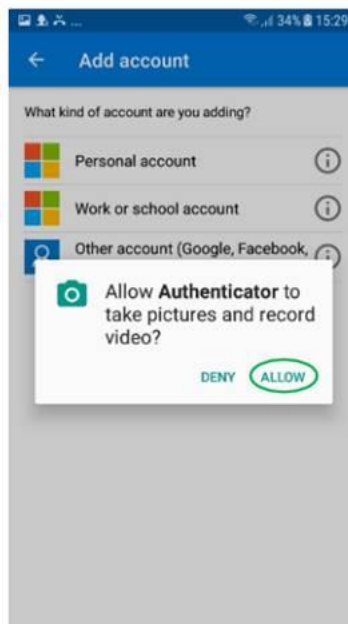 ... 34% 15:29
Add account
What kind of account are you adding?
Personal account
Work or school account
Other account (Google, Facebook,
Allow Authenticator to
take pictures and record
video?
DENY ALLOW